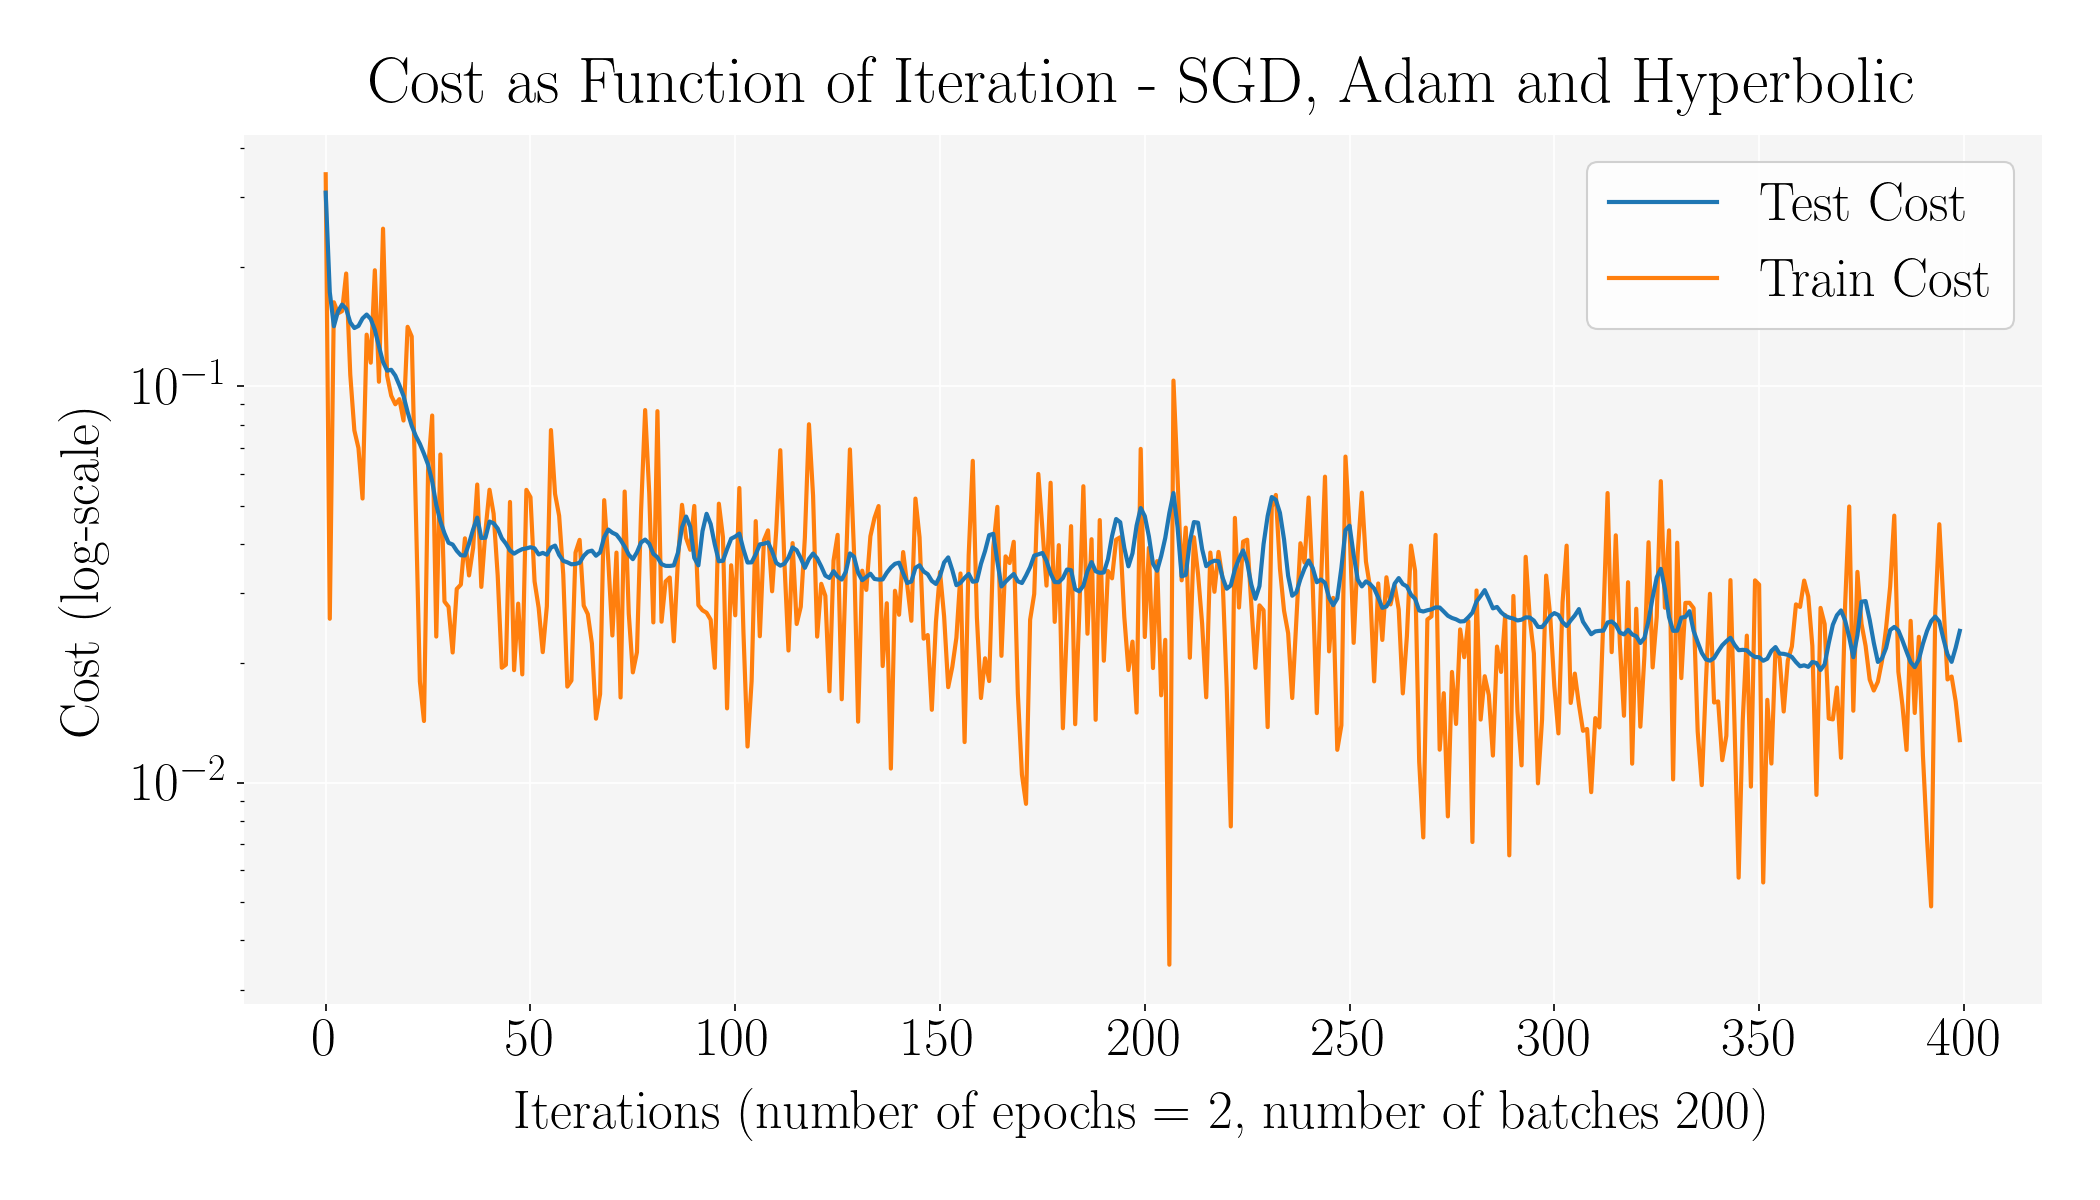 Cost as Function of Iteration - SGD, Adam and Hyperbolic
Test Cost
Train Cost
10⁻¹
10⁻²
Cost (log-scale)
0 50 100 150 200 250 300 350 400
Iterations (number of epochs = 2, number of batches 200)